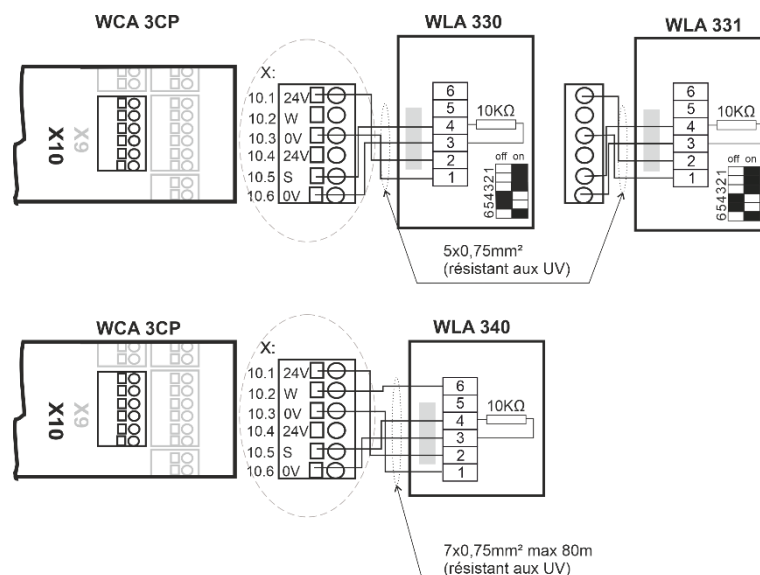 WCA 3CP
WLA 330
WLA 331
X10
X9
X:
10.1 24V
10.2 W
10.3 0V
10.4 24V
10.5 S
10.6 0V
6
5
4
3
2
1
10KΩ
off on
654321
6
5
4
3
2
1
10KΩ
off on
654321
5x0,75mm²
(résistant aux UV)
WCA 3CP
WLA 340
X10
X9
X:
10.1 24V
10.2 W
10.3 0V
10.4 24V
10.5 S
10.6 0V
6
5
4
3
2
1
10KΩ
7x0,75mm² max 80m
(résistant aux UV)